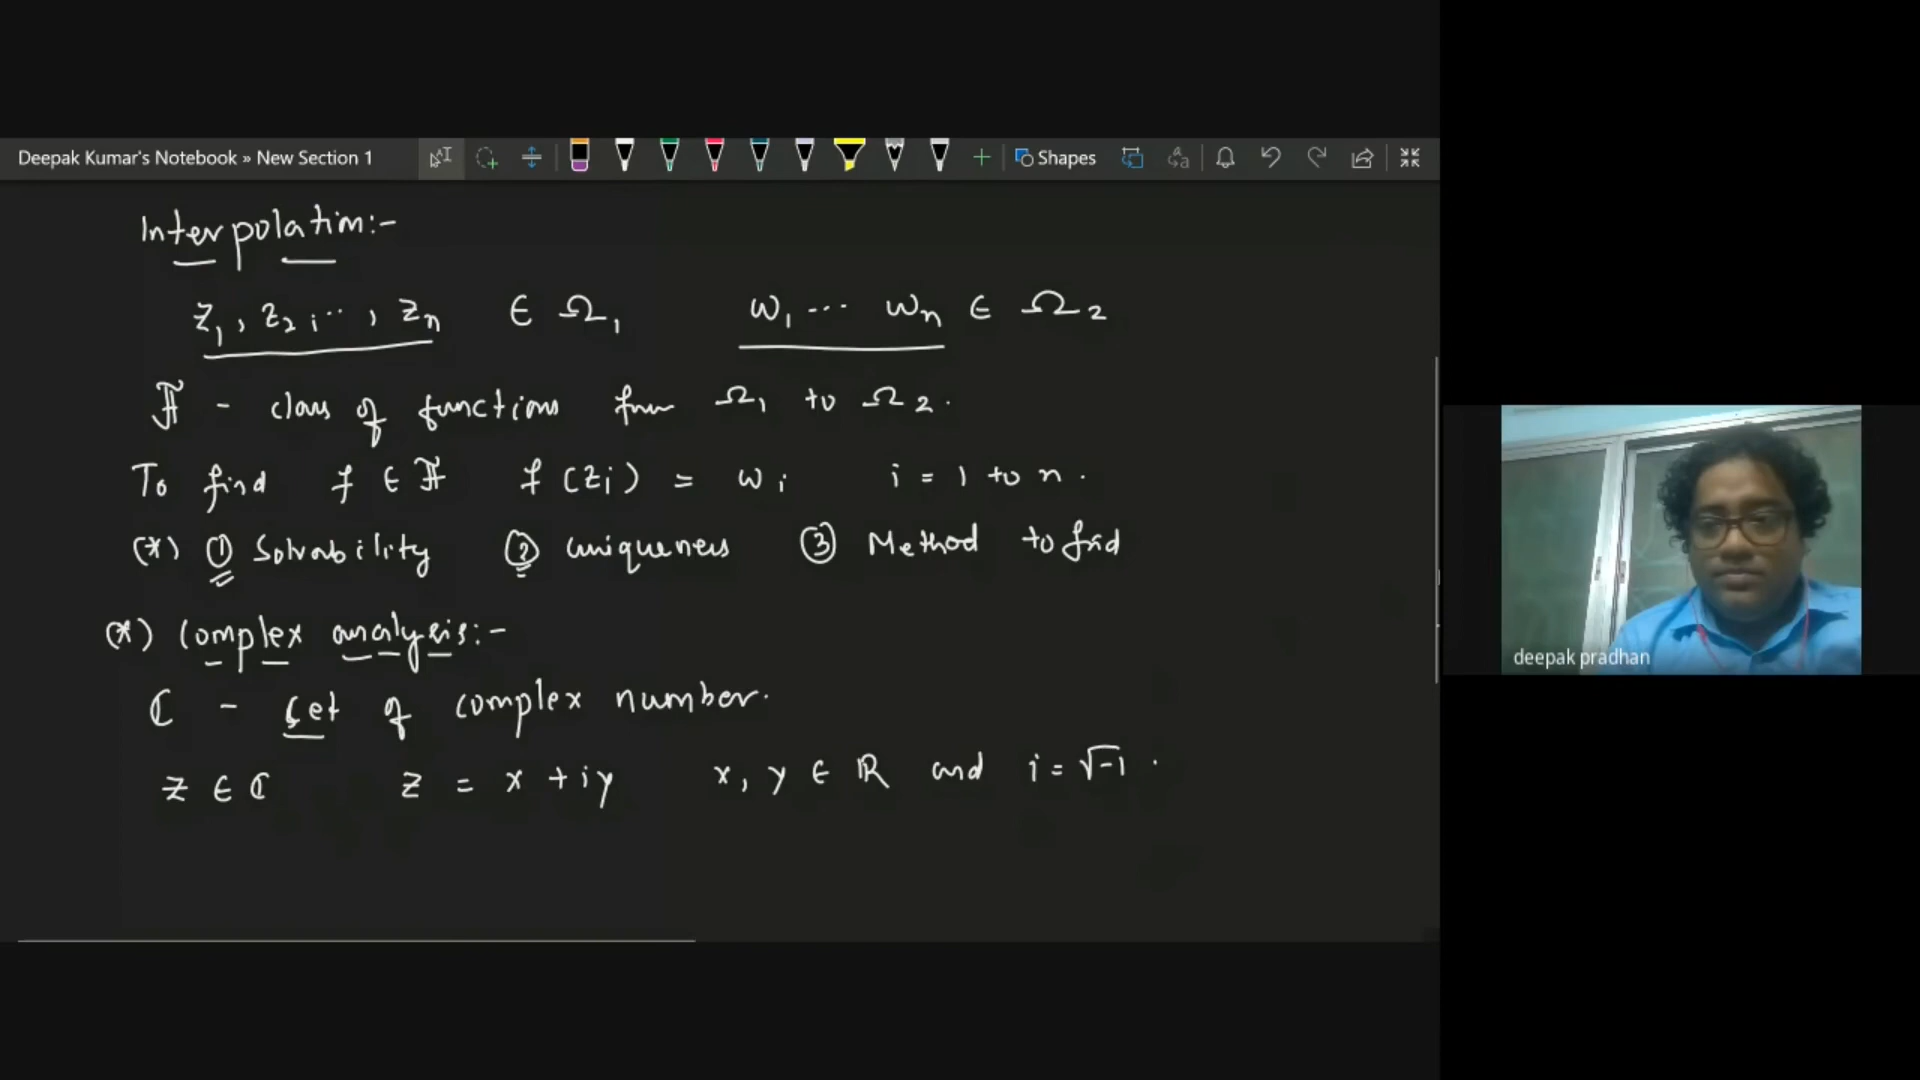 Deepak Kumar's Notebook » New Section 1
Shapes
Interpolation:-
z₁, z₂, ..., zₙ ∈ Ω₁ w₁ ... wₙ ∈ Ω₂
𝓕 - class of functions from Ω₁ to Ω₂.
To find f ∈ 𝓕 f(zᵢ) = wᵢ i = 1 to n.
(*) ① Solvability ② uniqueness ③ Method to find
(*) Complex analysis:-
ℂ - set of complex number.
z ∈ ℂ z = x + iy x, y ∈ ℝ and i = √-1 .
deepak pradhan